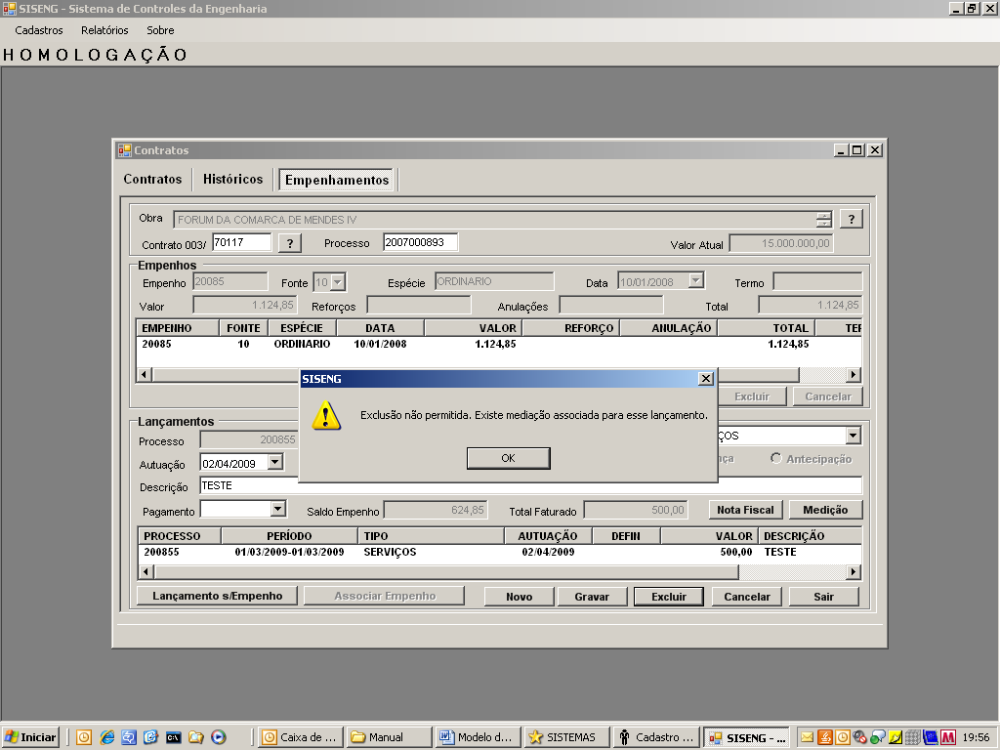 SISENG - Sistema de Controles da Engenharia
Cadastros Relatórios Sobre
HOMOLOGAÇÃO
Contratos
Contratos Históricos Empenhamentos
Obra FORUM DA COMARCA DE MENDES IV ?
Contrato 003/ 70117 ? Processo 2007000893 Valor Atual 15.000.000,00
Empenhos
Empenho 20085 Fonte 10 Espécie ORDINARIO Data 10/01/2008 Termo
Valor 1.124,85 Reforços Anulações Total 1.124,85
EMPENHO FONTE ESPÉCIE DATA VALOR REFORÇO ANULAÇÃO TOTAL TER
20085 10 ORDINARIO 10/01/2008 1.124,85 1.124,85
Excluir Cancelar
SISENG
Exclusão não permitida. Existe mediação associada para esse lançamento.
OK
Lançamentos
Processo 200855 ÇOS
Autuação 02/04/2009 nça Antecipação
Descrição TESTE
Pagamento Saldo Empenho 624,85 Total Faturado 500,00 Nota Fiscal Medição
PROCESSO PERÍODO TIPO AUTUAÇÃO DEFIN VALOR DESCRIÇÃO
200855 01/03/2009-01/03/2009 SERVIÇOS 02/04/2009 500,00 TESTE
Lançamento s/Empenho Associar Empenho Novo Gravar Excluir Cancelar Sair
Iniciar Caixa de ... Manual Modelo d... SISTEMAS Cadastro ... SISENG - ... 19:56